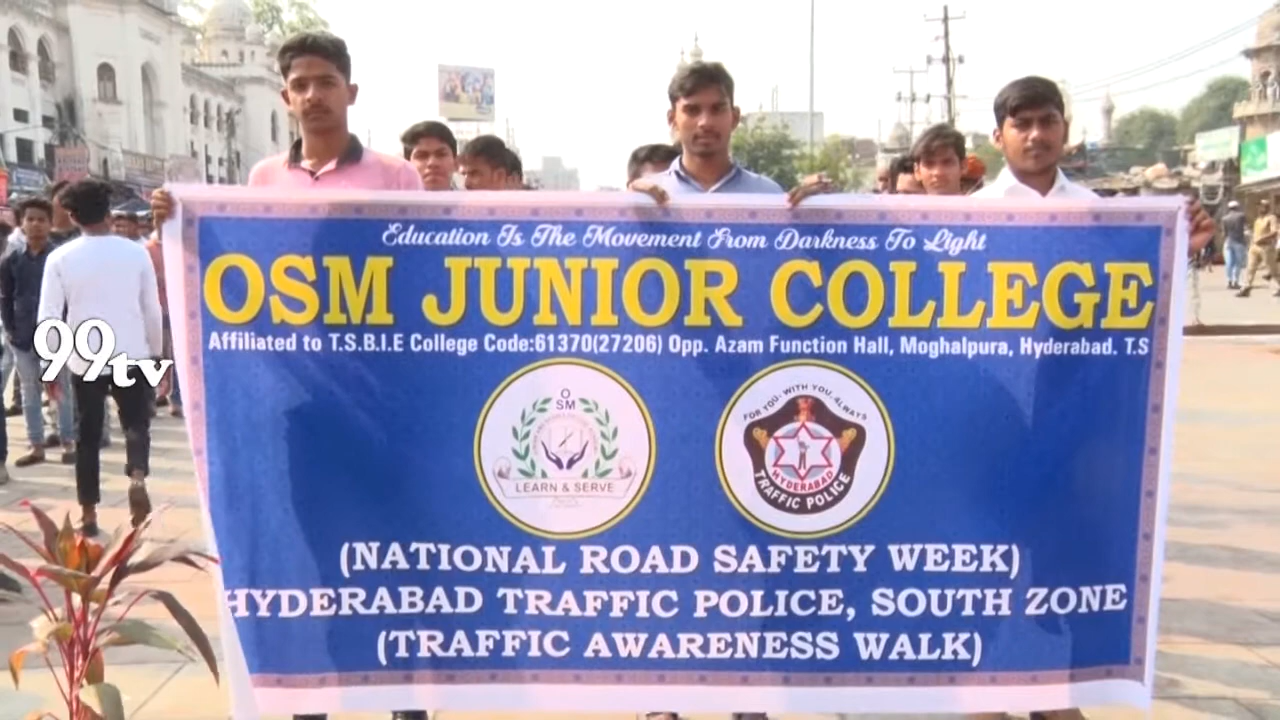 Education Is The Movement From Darkness To Light
OSM JUNIOR COLLEGE
Affiliated to T.S.B.I.E College Code:61370(27206) Opp. Azam Function Hall, Moghalpura, Hyderabad. T.S
99tv
O
SM
LEARN & SERVE
FOR YOU- WITH YOU, ALWAYS
HYDERABAD
TRAFFIC POLICE
(NATIONAL ROAD SAFETY WEEK)
HYDERABAD TRAFFIC POLICE, SOUTH ZONE
(TRAFFIC AWARENESS WALK)